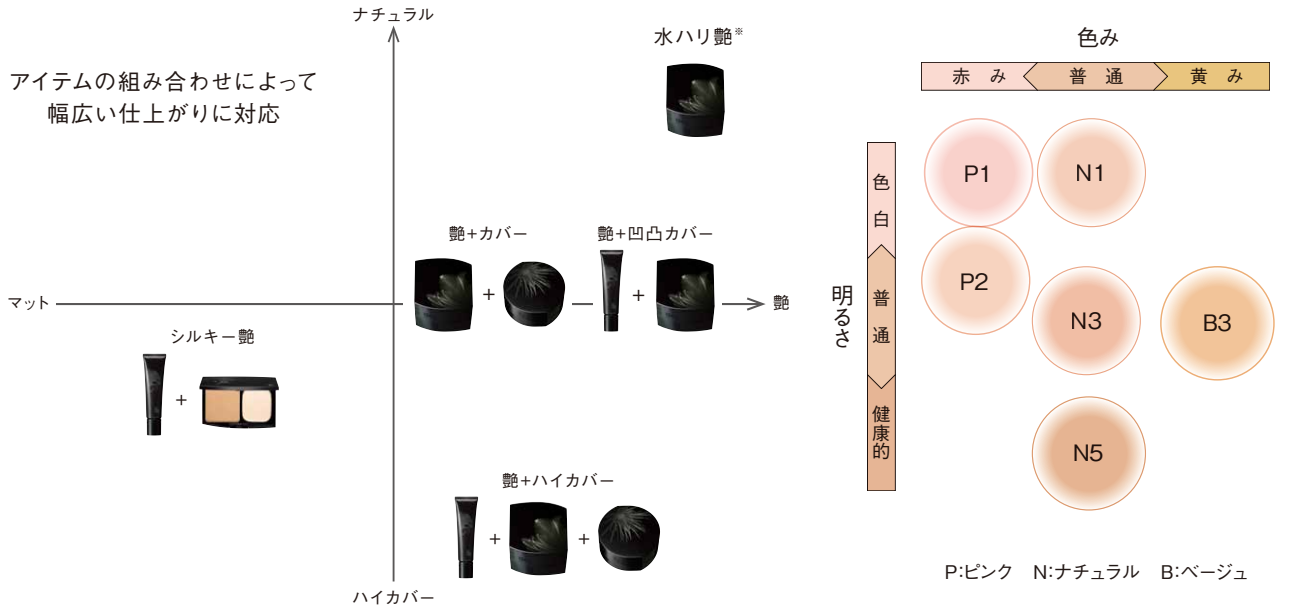 アイテムの組み合わせによって
幅広い仕上がりに対応
ナチュラル
水ハリ艶※
艶+カバー
艶+凹凸カバー
+
+
マット
艶
シルキー艶
+
艶+ハイカバー
+
+
ハイカバー
色み
赤み
普通
黄み
明るさ
色白
普通
健康的
P1
N1
P2
N3
B3
N5
P:ピンク N:ナチュラル B:ベージュ